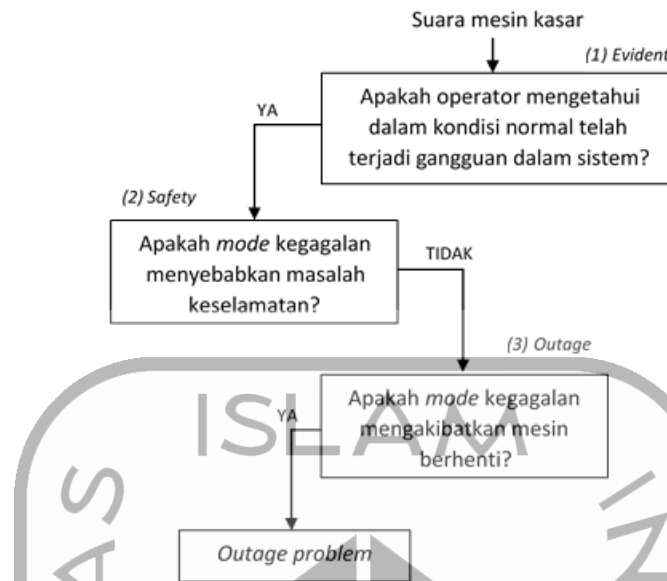 Suara mesin kasar
(1) Evident
Apakah operator mengetahui
dalam kondisi normal telah
terjadi gangguan dalam sistem?
YA
(2) Safety
Apakah mode kegagalan
menyebabkan masalah
keselamatan?
TIDAK
(3) Outage
Apakah mode kegagalan
mengakibatkan mesin
berhenti?
YA
Outage problem
ISLAM
AS
IN